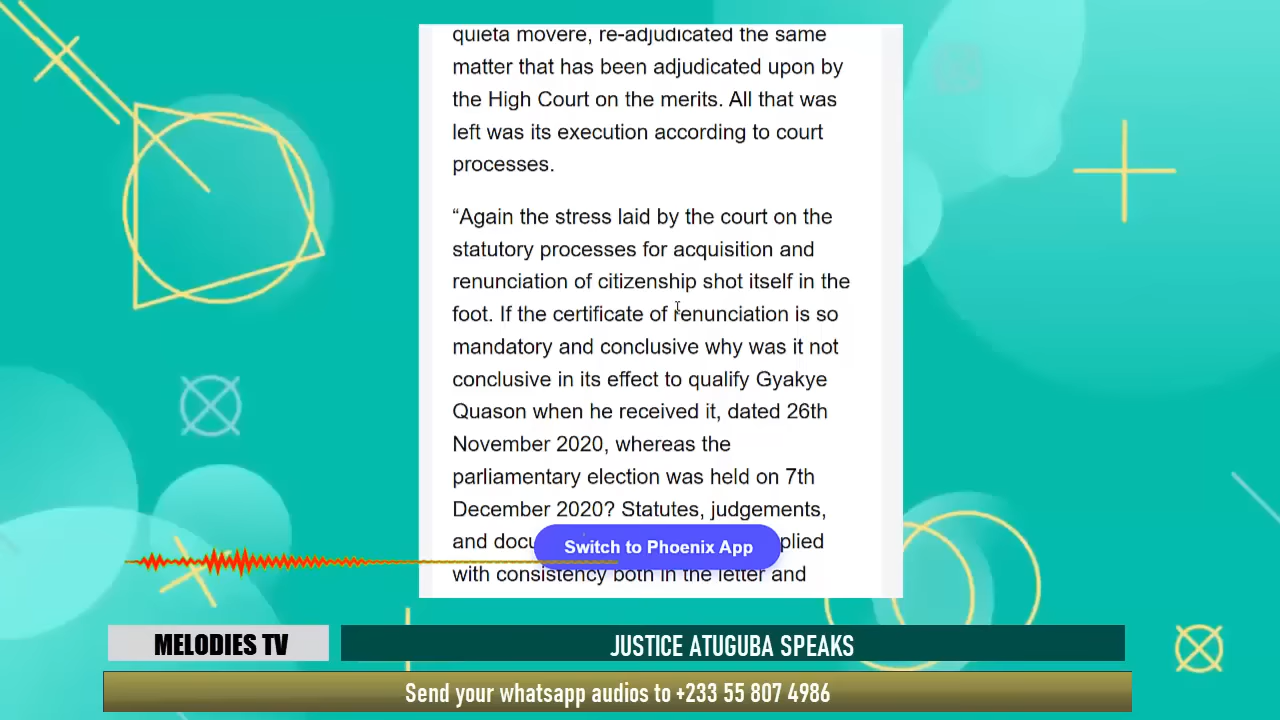 quieta movere, re-adjudicated the same
matter that has been adjudicated upon by
the High Court on the merits. All that was
left was its execution according to court
processes.
“Again the stress laid by the court on the
statutory processes for acquisition and
renunciation of citizenship shot itself in the
foot. If the certificate of renunciation is so
mandatory and conclusive why was it not
conclusive in its effect to qualify Gyakye
Quason when he received it, dated 26th
November 2020, whereas the
parliamentary election was held on 7th
December 2020? Statutes, judgements,
and
Switch to Phoenix App
with consistency both in the letter and
MELODIES TV
JUSTICE ATUGUBA SPEAKS
Send your whatsapp audios to +233 55 807 4986